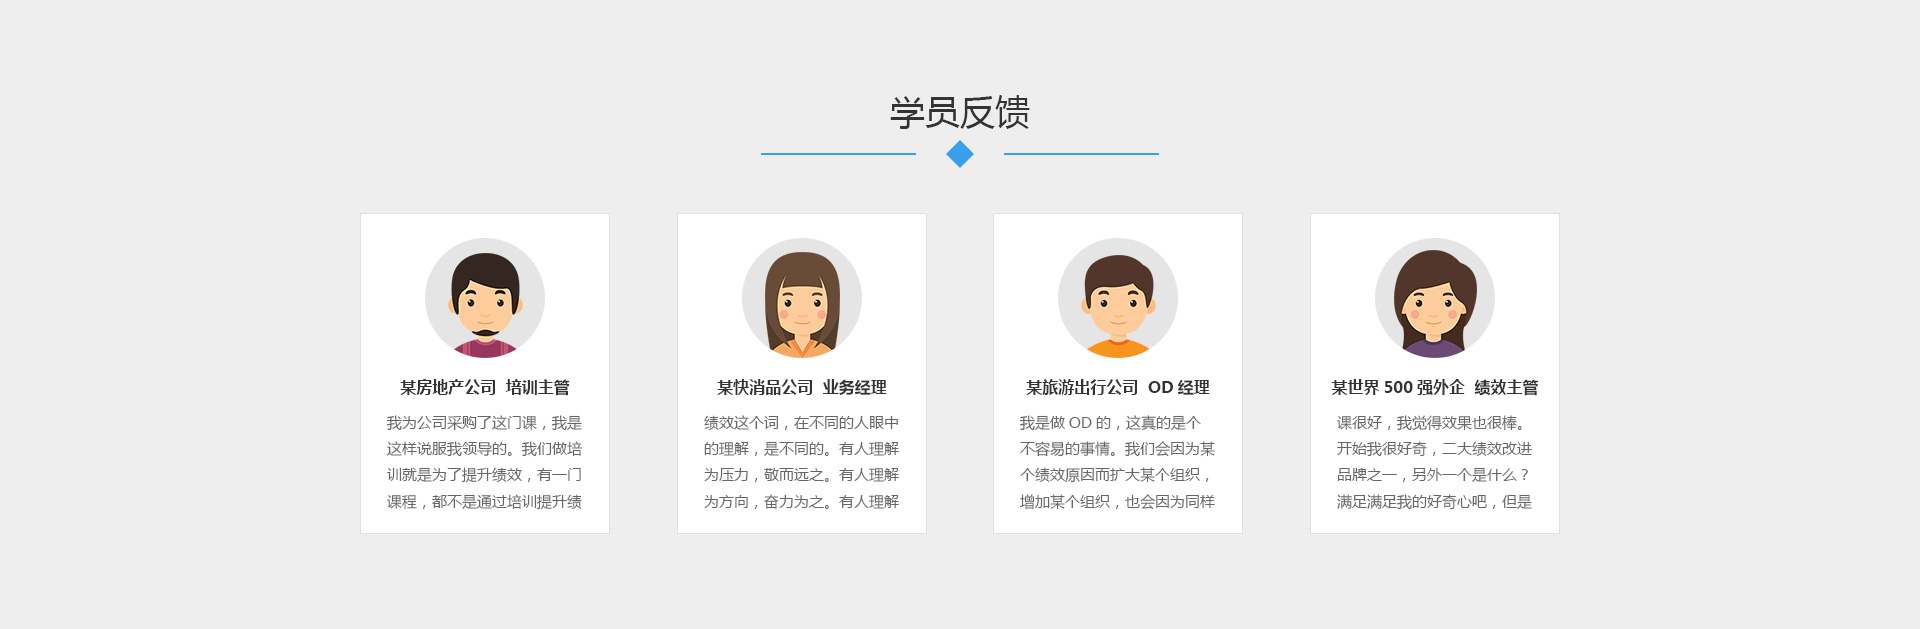 学员反馈
某房地产公司 培训主管
我为公司采购了这门课，我是
这样说服我领导的。我们做培
训就是为了提升绩效，有一门
课程，都不是通过培训提升绩
某快消品公司 业务经理
绩效这个词，在不同的人眼中
的理解，是不同的。有人理解
为压力，敬而远之。有人理解
为方向，奋力为之。有人理解
某旅游出行公司 OD 经理
我是做 OD 的，这真的是个
不容易的事情。我们会因为某
个绩效原因而扩大某个组织，
增加某个组织，也会因为同样
某世界 500 强外企 绩效主管
课很好，我觉得效果也很棒。
开始我很好奇，二大绩效改进
品牌之一，另外一个是什么？
满足满足我的好奇心吧，但是